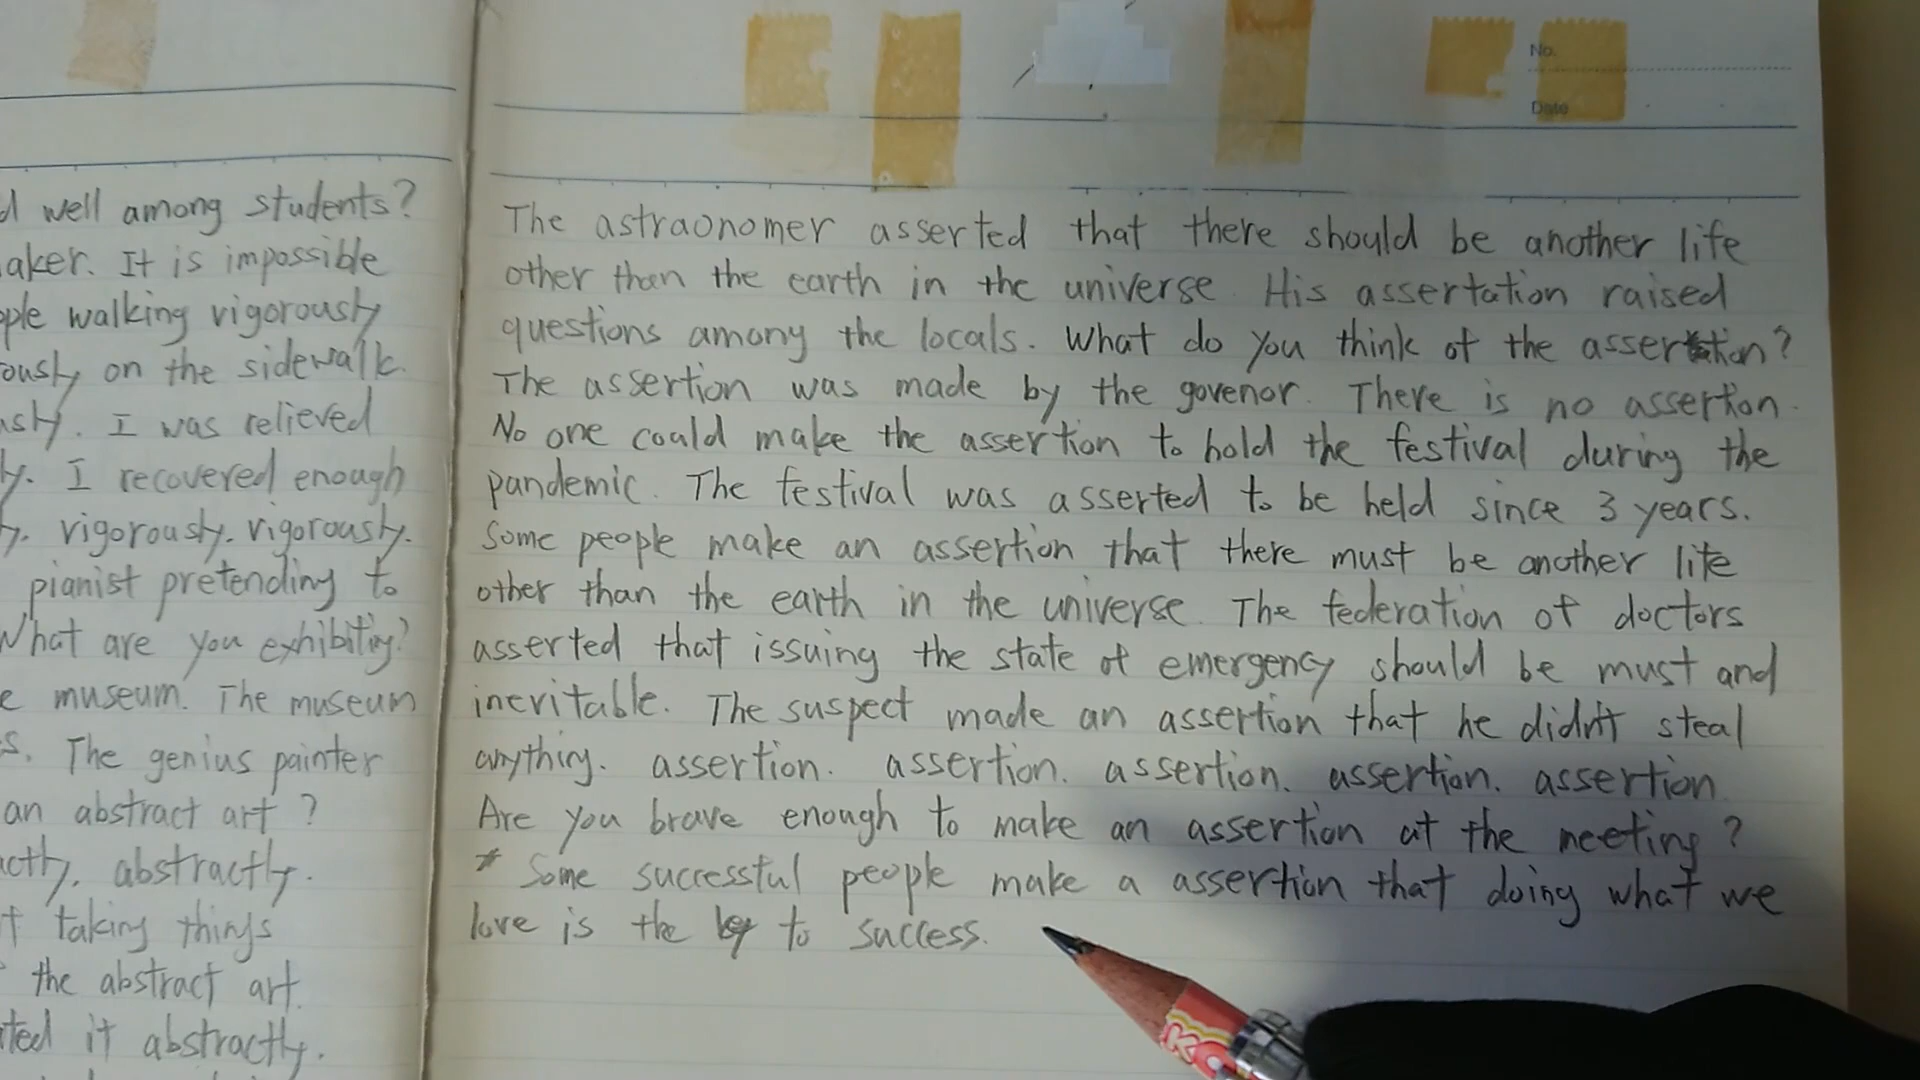 d well among students?
aker. It is impossible
ple walking vigorously
ously on the sidewalk.
usly. I was relieved
ly. I recovered enough
y. vigorously. vigorously.
pianist pretending to
What are you exhibiting?
e museum. The museum
s. The genius painter
an abstract art?
actly, abstractly.
f taking things
the abstract art.
ted it abstractly.
No.
Date
The astraonomer asserted that there should be another life
other than the earth in the universe. His assertation raised
questions among the locals. What do you think of the assertion?
The assertion was made by the govenor. There is no assertion.
No one could make the assertion to hold the festival during the
pandemic. The festival was asserted to be held since 3 years.
Some people make an assertion that there must be another life
other than the earth in the universe. The federation of doctors
asserted that issuing the state of emergency should be must and
inevitable. The suspect made an assertion that he didn't steal
anything. assertion. assertion. assertion. assertion. assertion.
Are you brave enough to make an assertion at the meeting?
* Some successful people make a assertion that doing what we
love is the key to success.